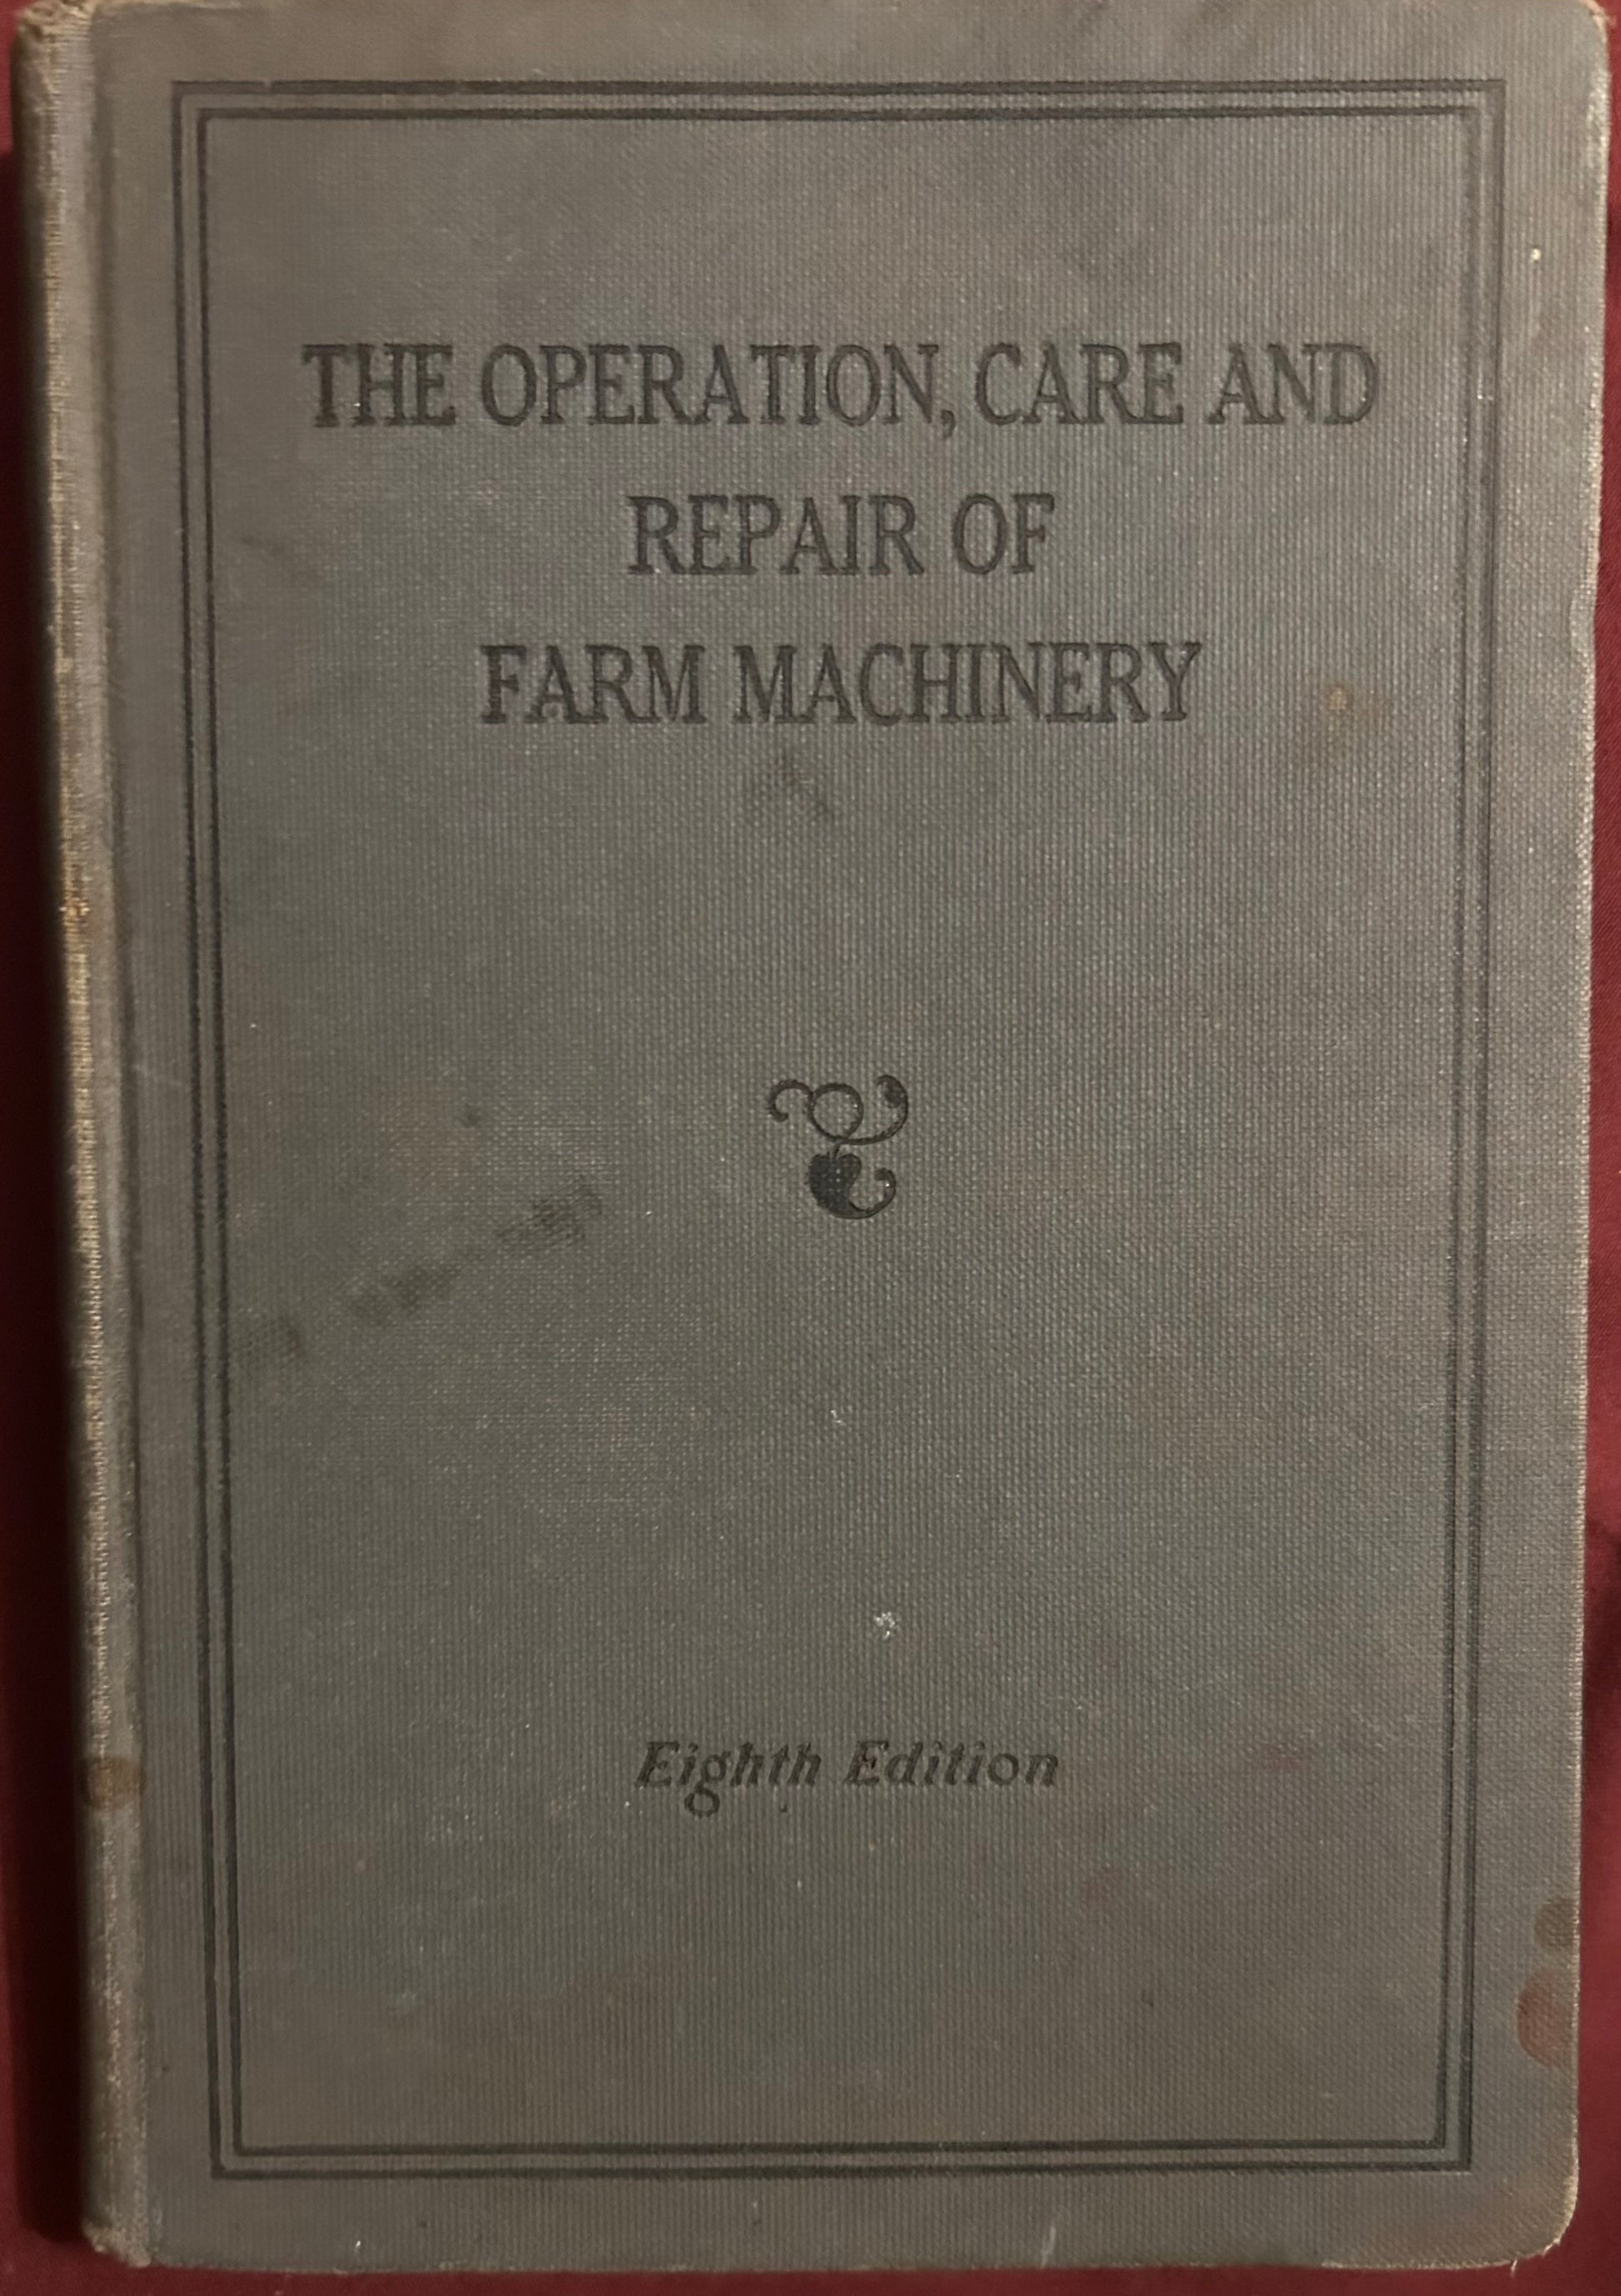 THE OPERATION, CARE AND
REPAIR OF
FARM MACHINERY
Eighth Edition